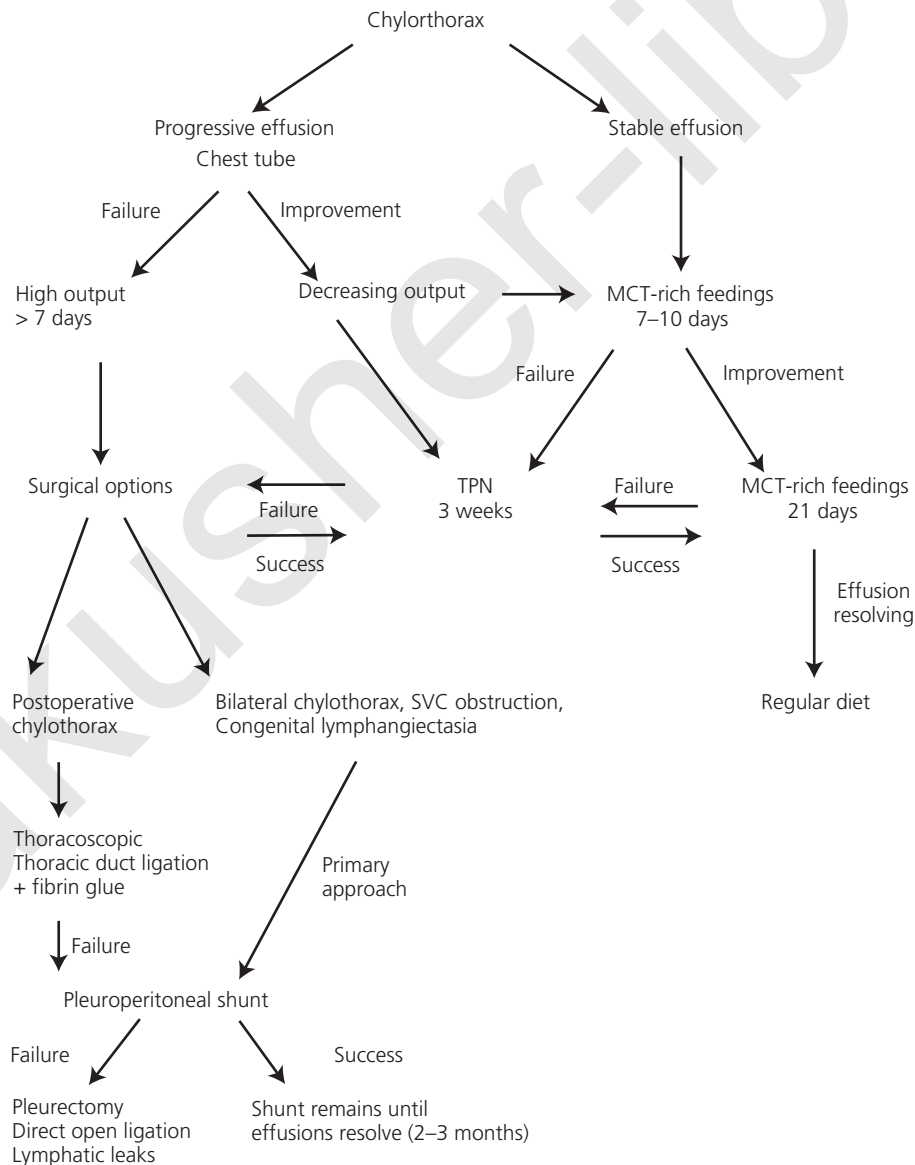 Chylorthorax
Progressive effusion
Chest tube
Stable effusion
Failure
Improvement
High output
> 7 days
Decreasing output
MCT-rich feedings
7–10 days
Failure
Improvement
Surgical options
Failure
Success
TPN
3 weeks
Failure
Success
MCT-rich feedings
21 days
Effusion
resolving
Postoperative
chylothorax
Bilateral chylothorax, SVC obstruction,
Congenital lymphangiectasia
Regular diet
Thoracoscopic
Thoracic duct ligation
+ fibrin glue
Primary
approach
Failure
Pleuroperitoneal shunt
Failure
Success
Pleurectomy
Direct open ligation
Lymphatic leaks
Shunt remains until
effusions resolve (2–3 months)
akusher-lib